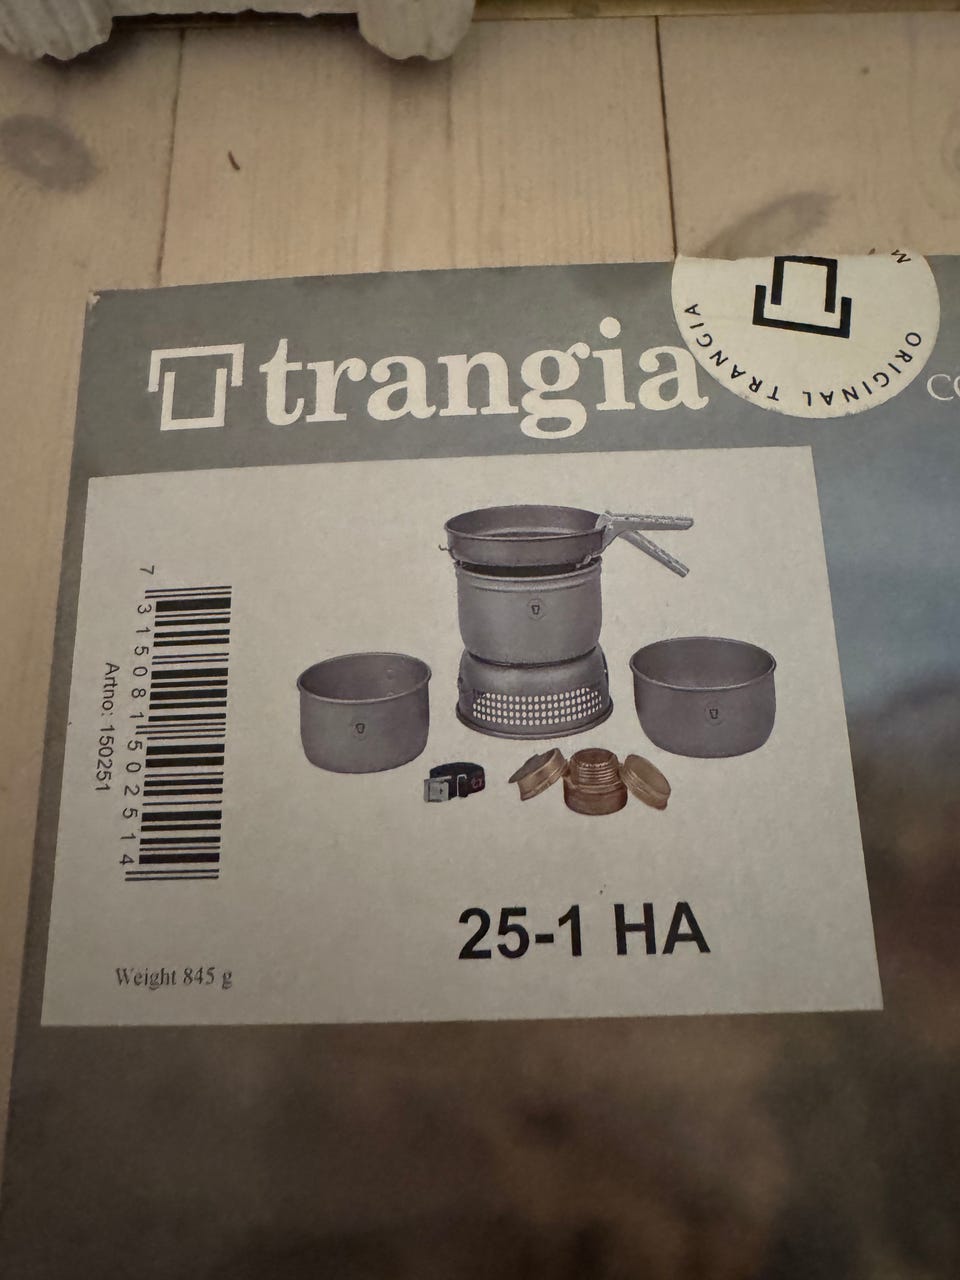 trangia
ORIGINAL TRANGIA
7 315081 502514
Artno: 150251
25-1 HA
Weight 845 g